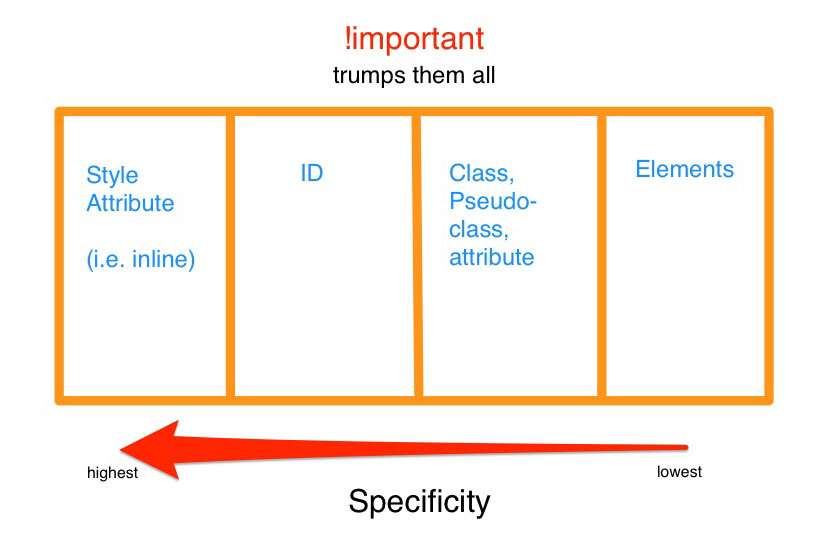 !important
trumps them all
Style
Attribute
(i.e. inline)
ID
Class,
Pseudo-
class,
attribute
Elements
highest
lowest
Specificity